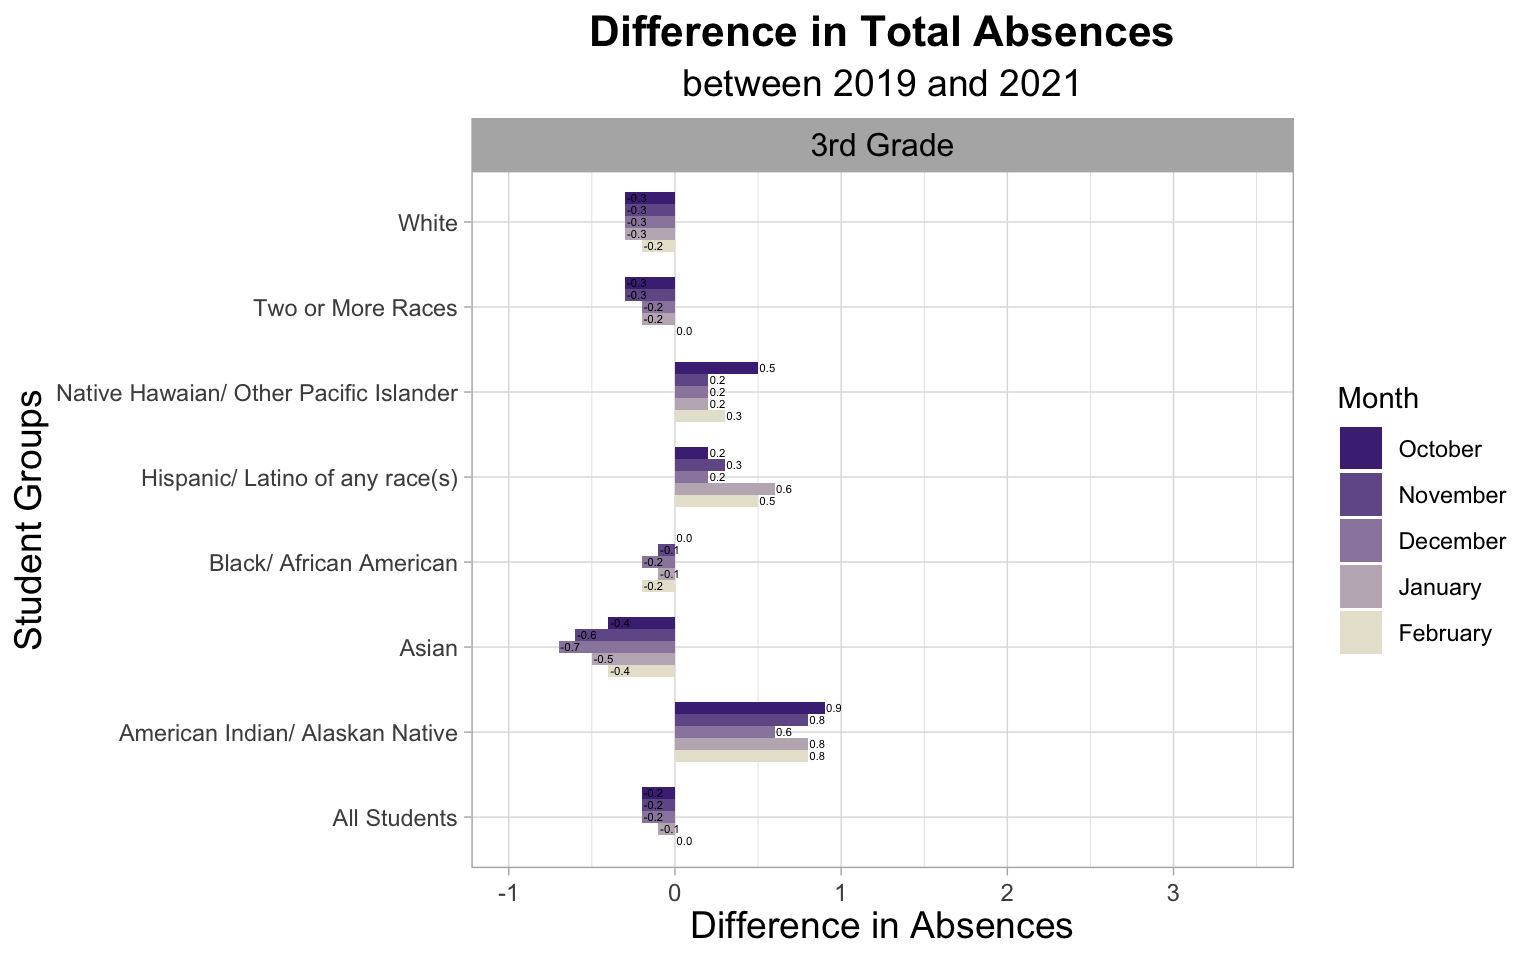 Difference in Total Absences
between 2019 and 2021
3rd Grade
Student Groups
White
-0.3
-0.3
-0.3
-0.3
-0.2
Two or More Races
-0.3
-0.3
-0.2
-0.2
0.0
Native Hawaian/ Other Pacific Islander
0.5
0.2
0.2
0.2
0.3
Hispanic/ Latino of any race(s)
0.2
0.3
0.2
0.6
0.5
Black/ African American
0.0
-0.1
-0.2
-0.1
-0.2
Asian
-0.4
-0.6
-0.7
-0.5
-0.4
American Indian/ Alaskan Native
0.9
0.8
0.6
0.8
0.8
All Students
-0.2
-0.2
-0.2
-0.1
0.0
-1 0 1 2 3
Difference in Absences
Month
October
November
December
January
February